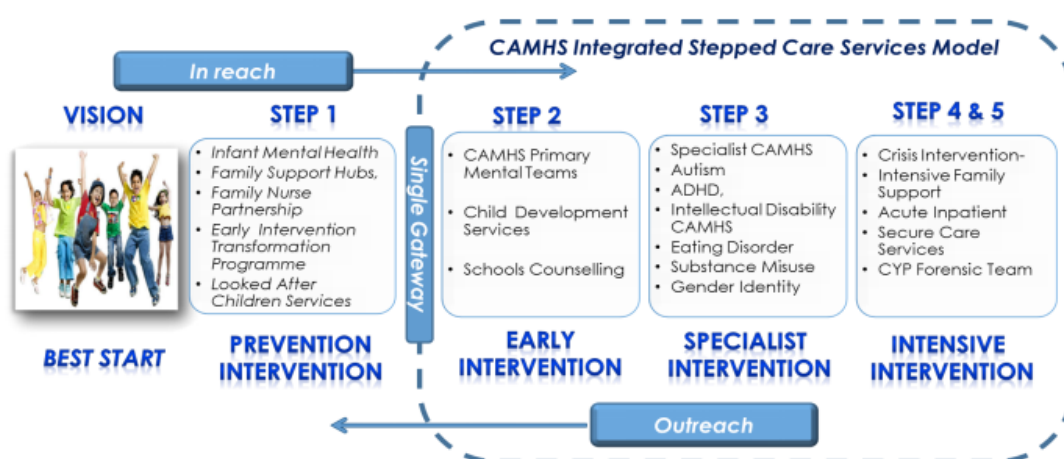 CAMHS Integrated Stepped Care Services Model
In reach
VISION
STEP 1
• Infant Mental Health
• Family Support Hubs,
• Family Nurse
Partnership
• Early Intervention
Transformation
Programme
• Looked After
Children Services
Single Gateway
STEP 2
• CAMHS Primary
Mental Teams
• Child Development
Services
• Schools Counselling
STEP 3
• Specialist CAMHS
• Autism
• ADHD,
• Intellectual Disability
CAMHS
• Eating Disorder
• Substance Misuse
• Gender Identity
STEP 4 & 5
• Crisis Intervention-
• Intensive Family
Support
• Acute Inpatient
• Secure Care
Services
• CYP Forensic Team
BEST START
PREVENTION
INTERVENTION
EARLY
INTERVENTION
SPECIALIST
INTERVENTION
INTENSIVE
INTERVENTION
Outreach